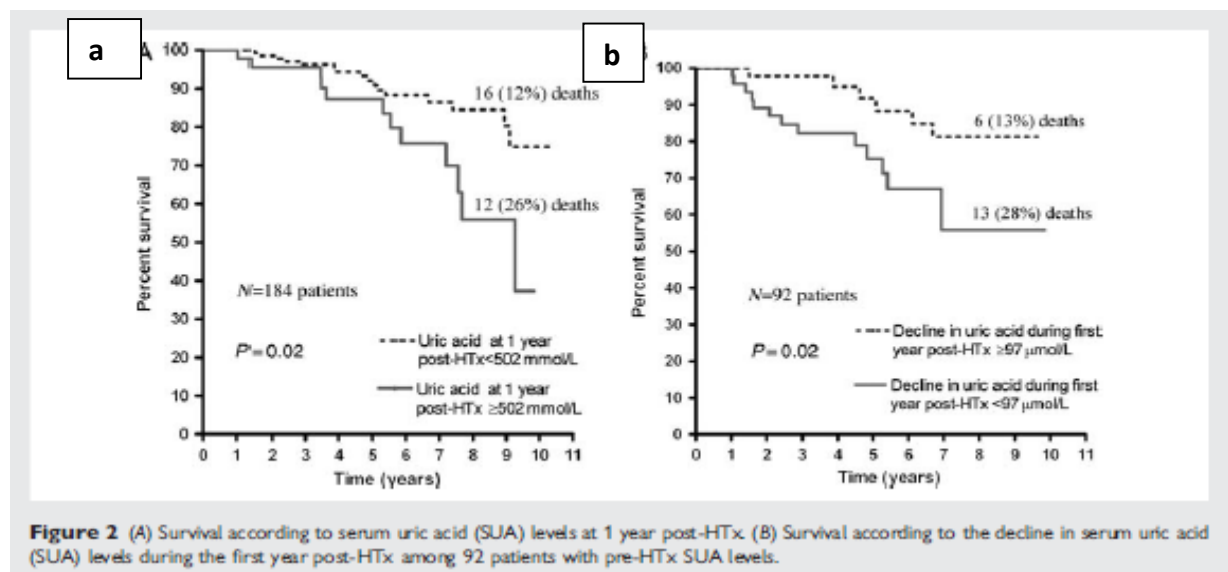 a
A
100
90
80
70
60
50
40
30
20
10
0
Percent survival
16 (12%) deaths
12 (26%) deaths
N=184 patients
P=0.02
Uric acid at 1 year
post-HTx<502 mmol/L
Uric acid at 1 year
post-HTx ≥502 mmol/L
0 1 2 3 4 5 6 7 8 9 10 11
Time (years)
b
100
90
80
70
60
50
40
30
20
10
0
Percent survival
6 (13%) deaths
13 (28%) deaths
N=92 patients
P=0.02
Decline in uric acid during first
year post-HTx ≥97 μmol/L
Decline in uric acid during first
year post-HTx <97 μmol/L
0 1 2 3 4 5 6 7 8 9 10 11
Time (years)
Figure 2 (A) Survival according to serum uric acid (SUA) levels at 1 year post-HTx. (B) Survival according to the decline in serum uric acid
(SUA) levels during the first year post-HTx among 92 patients with pre-HTx SUA levels.